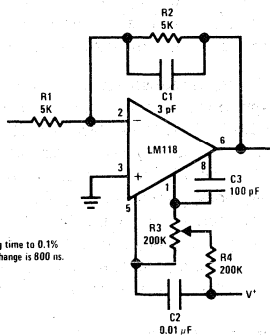 R2
5K
C1
3 pF
R1
5K
2
LM118
6
3
8
1
5
C3
100 pF
R3
200K
R4
200K
V+
C2
0.01 μF
g time to 0.1%
hange is 800 ns.